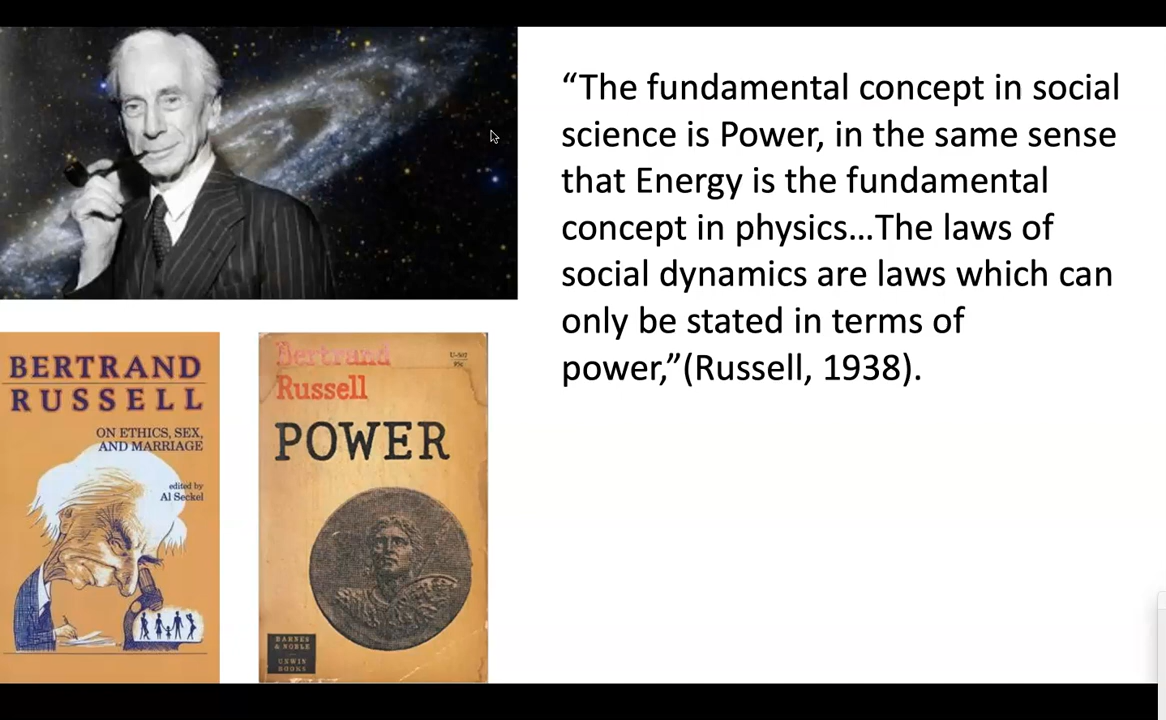 “The fundamental concept in social
science is Power, in the same sense
that Energy is the fundamental
concept in physics...The laws of
social dynamics are laws which can
only be stated in terms of
power,”(Russell, 1938).
BERTRAND
RUSSELL
ON ETHICS, SEX,
AND MARRIAGE
edited by
Al Seckel
Bertrand
Russell
U-507
95c
POWER
BARNES
& NOBLE
UNWIN
BOOKS